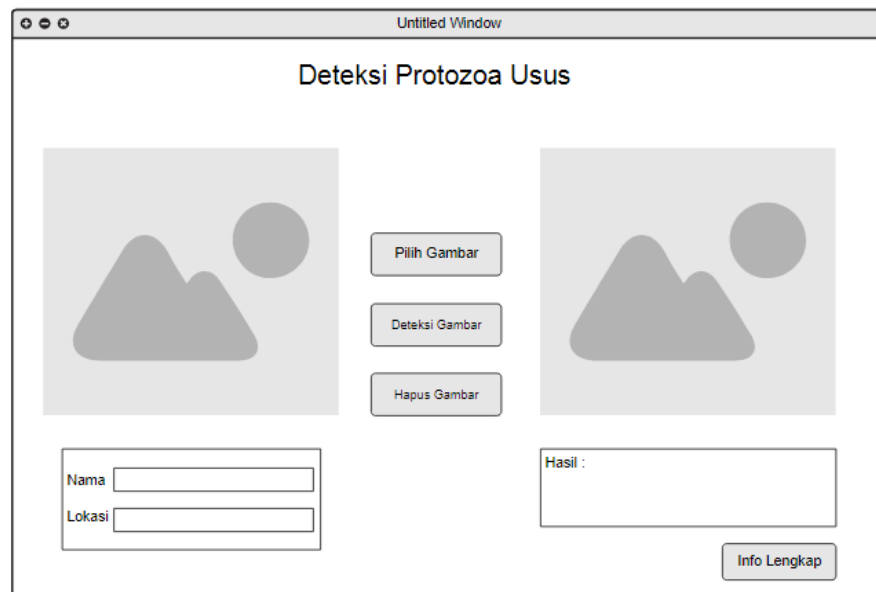 Untitled Window
Deteksi Protozoa Usus
Pilih Gambar
Deteksi Gambar
Hapus Gambar
Nama
Lokasi
Hasil :
Info Lengkap